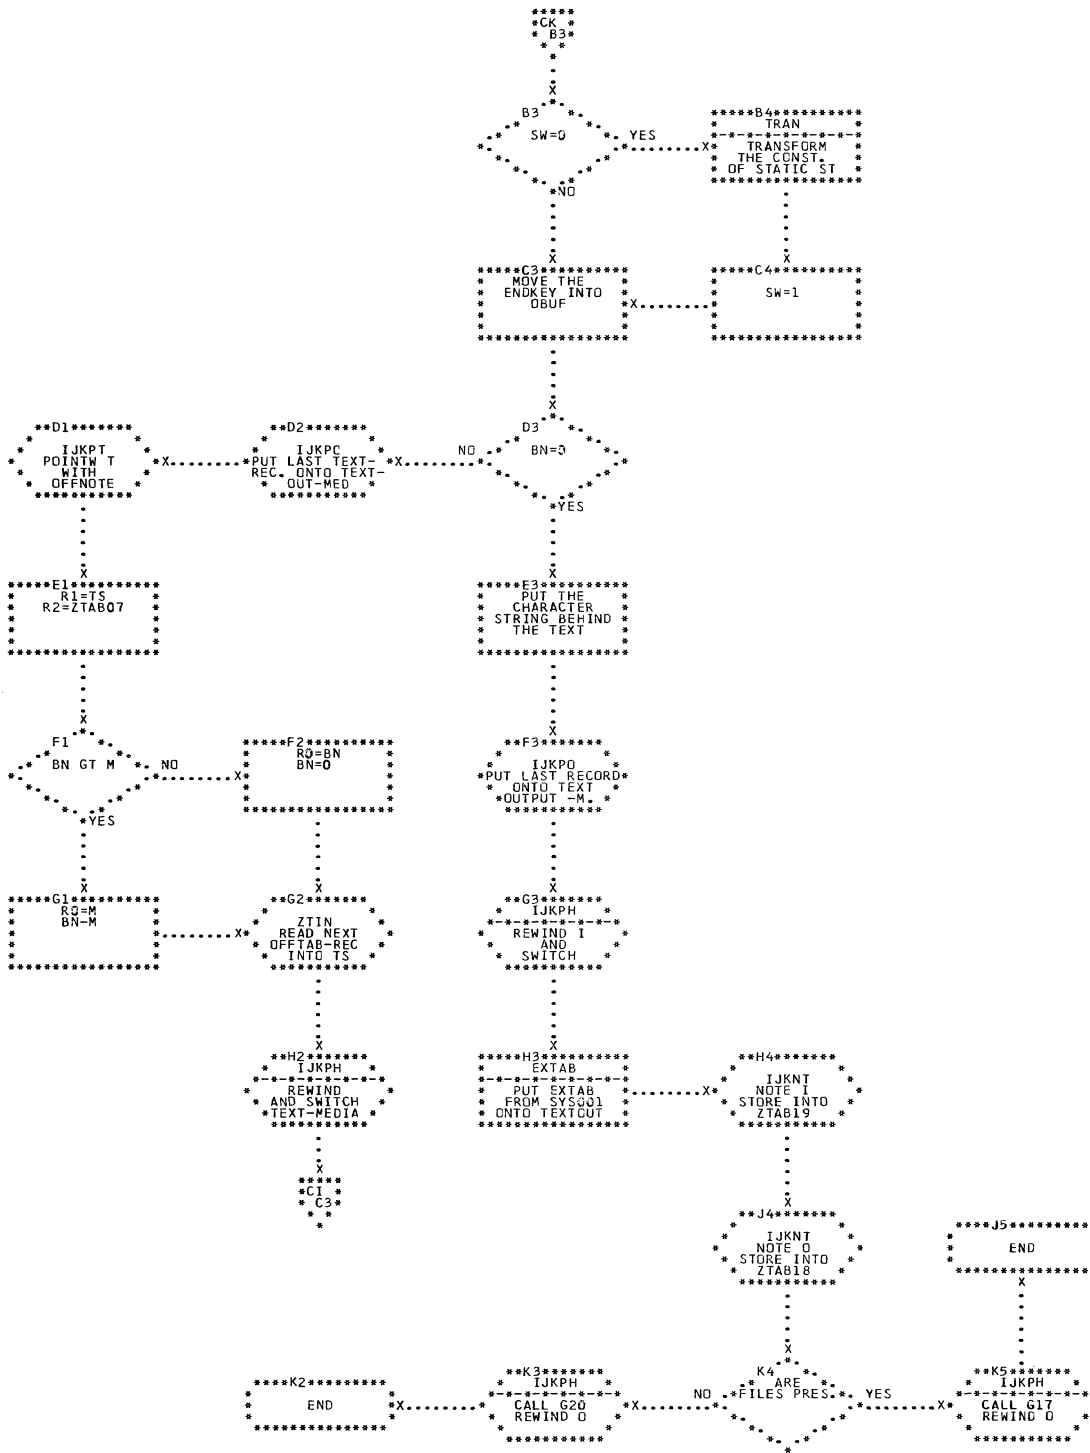 CK
B3
B3
SW=0
YES
NO
B4
TRAN
TRANSFORM
THE CONST.
OF STATIC ST
C3
MOVE THE
ENDKEY INTO
OBUF
C4
SW=1
D1
IJKPT
POINTW T
WITH
OFFNOTE
D2
IJKPO
PUT LAST TEXT-
REC. ONTO TEXT-
OUT-MED
D3
BN=0
NO
YES
E1
R1=TS
R2=ZTAB07
E3
PUT THE
CHARACTER
STRING BEHIND
THE TEXT
F1
BN GT M
NO
YES
F2
R0=BN
BN=0
F3
IJKPO
PUT LAST RECORD
ONTO TEXT
OUTPUT -M.
G1
R0=M
BN-M
G2
ZTIN
READ NEXT
OFFTAB-REC
INTO TS
G3
IJKPH
REWIND I
AND
SWITCH
H2
IJKPH
REWIND
AND SWITCH
TEXT-MEDIA
H3
EXTAB
PUT EXTAB
FROM SYS001
ONTO TEXTOUT
H4
IJKNT
NOTE I
STORE INTO
ZTAB19
CI
C3
J4
IJKNT
NOTE O
STORE INTO
ZTAB18
J5
END
K2
END
K3
IJKPH
CALL G20
REWIND O
K4
ARE
FILES PRES.
NO
YES
K5
IJKPH
CALL G17
REWIND O